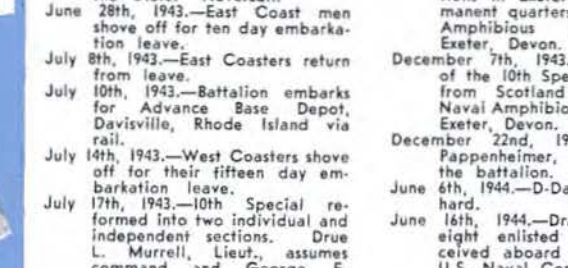 June 28th, 1943.—East Coast men
shove off for ten day embarka-
tion leave.
July 8th, 1943.—East Coasters return
from leave.
July 10th, 1943.—Battalion embarks
for Advance Base Depot,
Davisville, Rhode Island via
rail.
July 14th, 1943.—West Coasters shove
off for their fifteen day em-
barkation leave.
July 17th, 1943.—10th Special re-
formed into two individual and
independent sections. Drue
L. Murrell, Lieut., assumes
command and George F.
manent quarters
Amphibious
Exeter, Devon.
December 7th, 1943.
of the 10th Spe
from Scotland
Naval Amphibio
Exeter, Devon.
December 22nd, 19
Pappenheimer,
the battalion.
June 6th, 1944.—D-Da
hard.
June 16th, 1944.—Dr
eight enlisted
ceived aboard
U.S. Naval